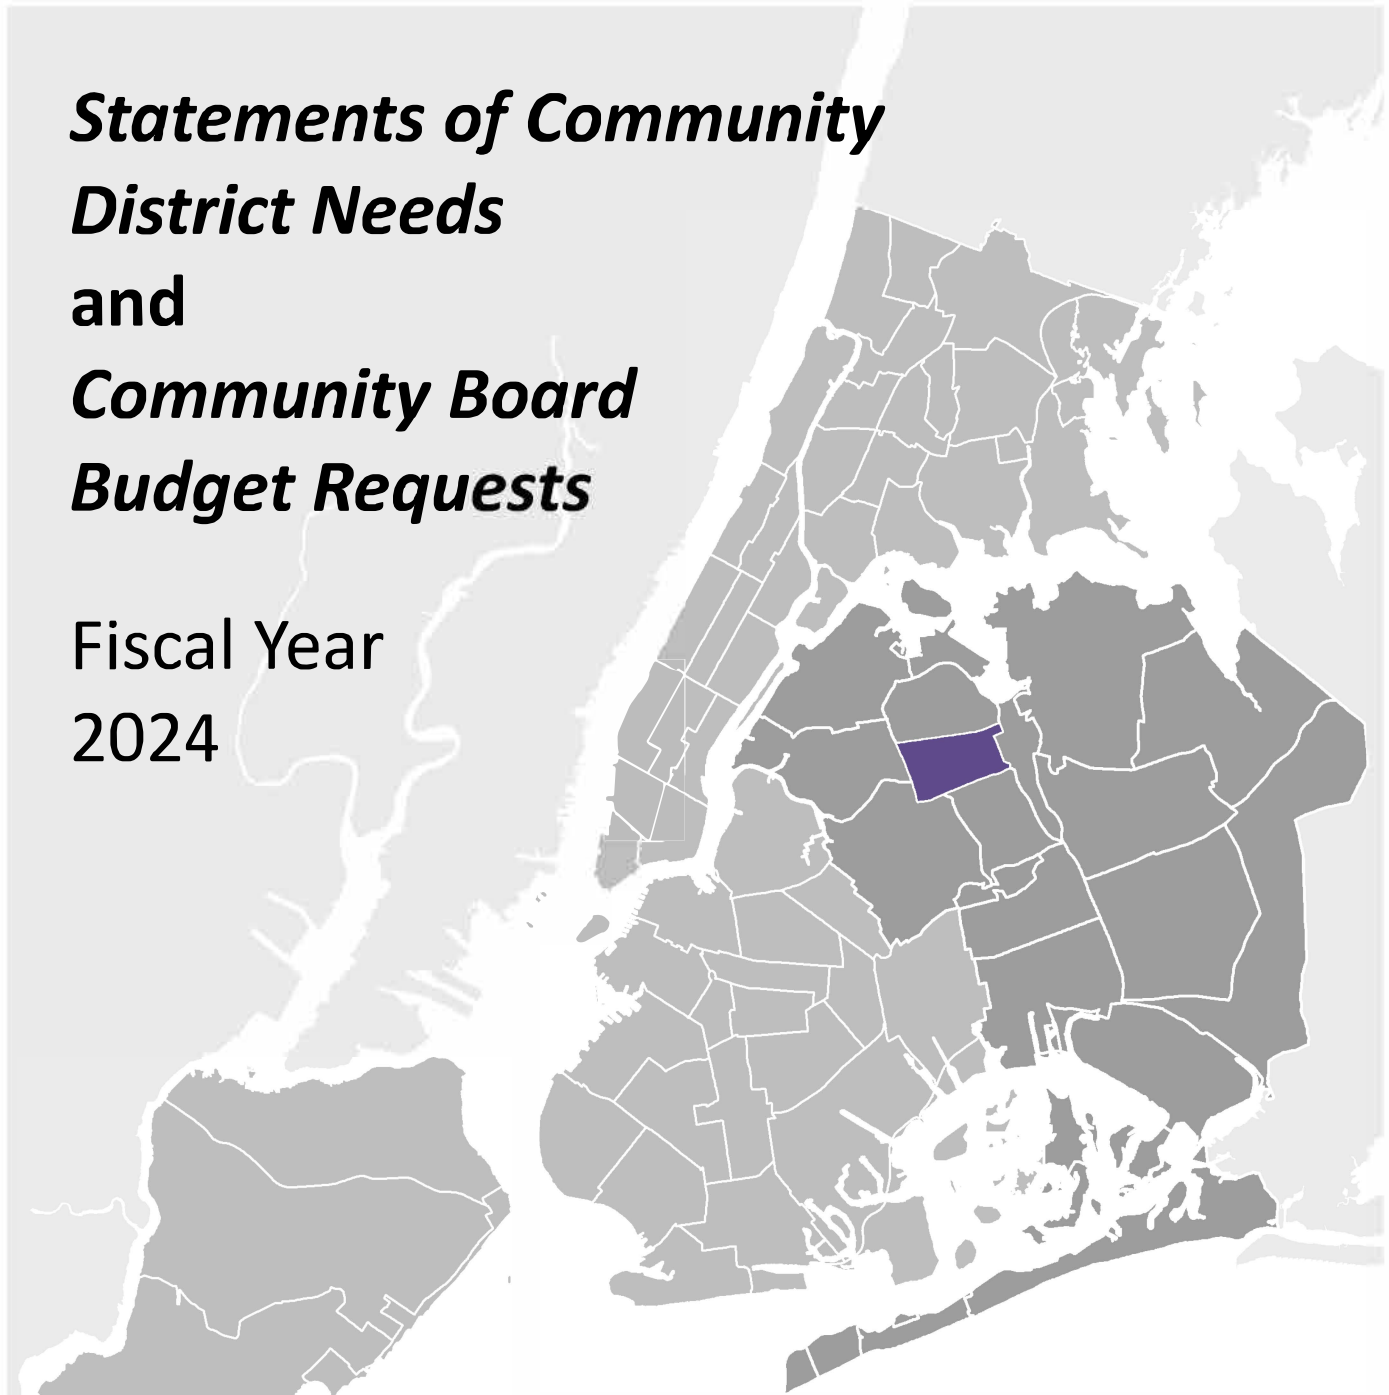 Statements of Community
District Needs
and
Community Board
Budget Requests
Fiscal Year
2024